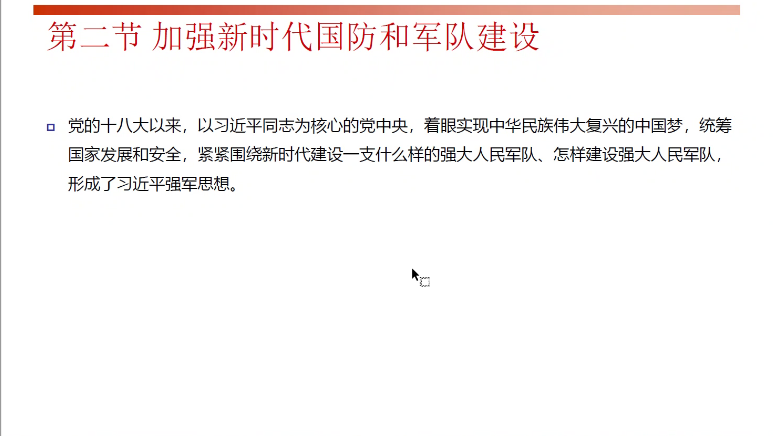 第二节 加强新时代国防和军队建设
党的十八大以来，以习近平同志为核心的党中央，着眼实现中华民族伟大复兴的中国梦，统筹
国家发展和安全，紧紧围绕新时代建设一支什么样的强大人民军队、怎样建设强大人民军队，
形成了习近平强军思想。